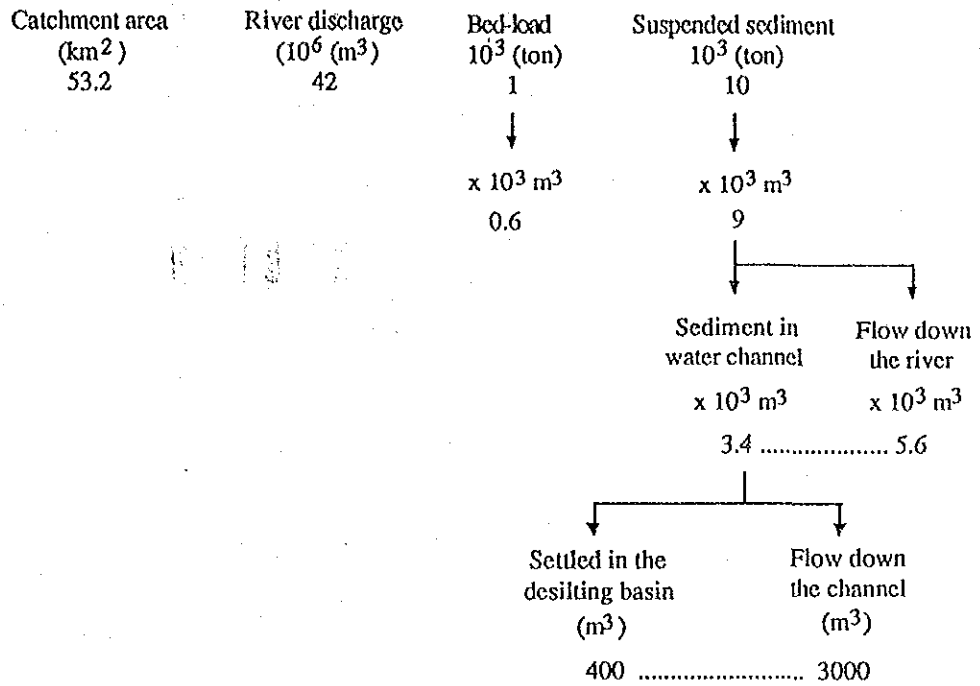 Catchment area River discharge Bed-load Suspended sediment
(km²) (10⁶ (m³) 10³ (ton) 10³ (ton)
53.2 42 1 10
x 10³ m³ x 10³ m³
0.6 9
Sediment in Flow down
water channel the river
x 10³ m³ x 10³ m³
3.4 ................... 5.6
Settled in the Flow down
desilting basin the channel
(m³) (m³)
400 ......................... 3000